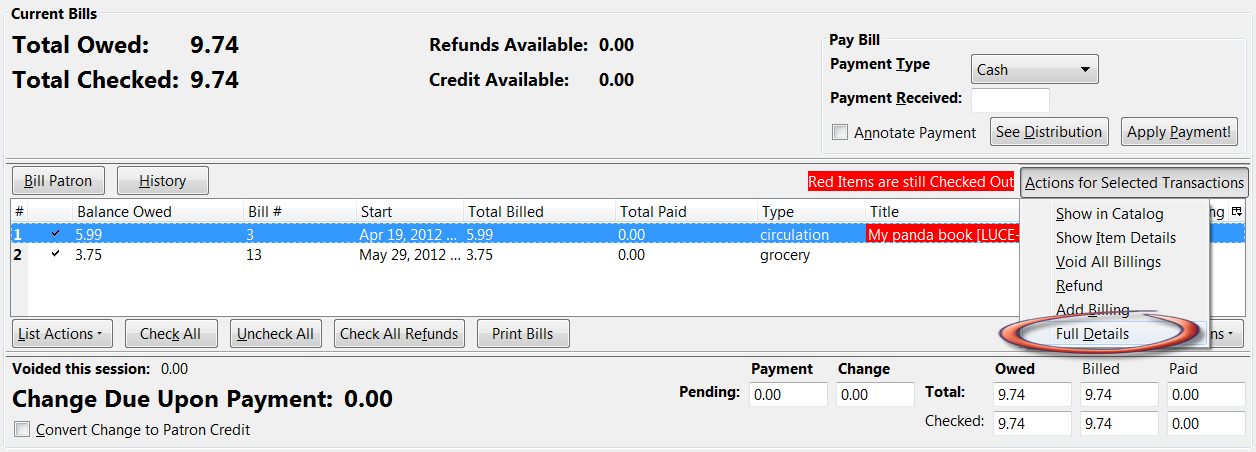 Current Bills
Total Owed: 9.74
Refunds Available: 0.00
Total Checked: 9.74
Credit Available: 0.00
Pay Bill
Payment Type Cash
Payment Received:
Annotate Payment See Distribution Apply Payment!
Bill Patron History Red Items are still Checked Out Actions for Selected Transactions
# Balance Owed Bill # Start Total Billed Total Paid Type Title
1 5.99 3 Apr 19, 2012 ... 5.99 0.00 circulation My panda book [LUCE-
2 3.75 13 May 29, 2012 ... 3.75 0.00 grocery
Show in Catalog
Show Item Details
Void All Billings
Refund
Add Billing
Full Details
List Actions Check All Uncheck All Check All Refunds Print Bills
Voided this session: 0.00
Change Due Upon Payment: 0.00
Convert Change to Patron Credit
Payment Change
Pending: 0.00 0.00
Owed Billed Paid
Total: 9.74 9.74 0.00
Checked: 9.74 9.74 0.00